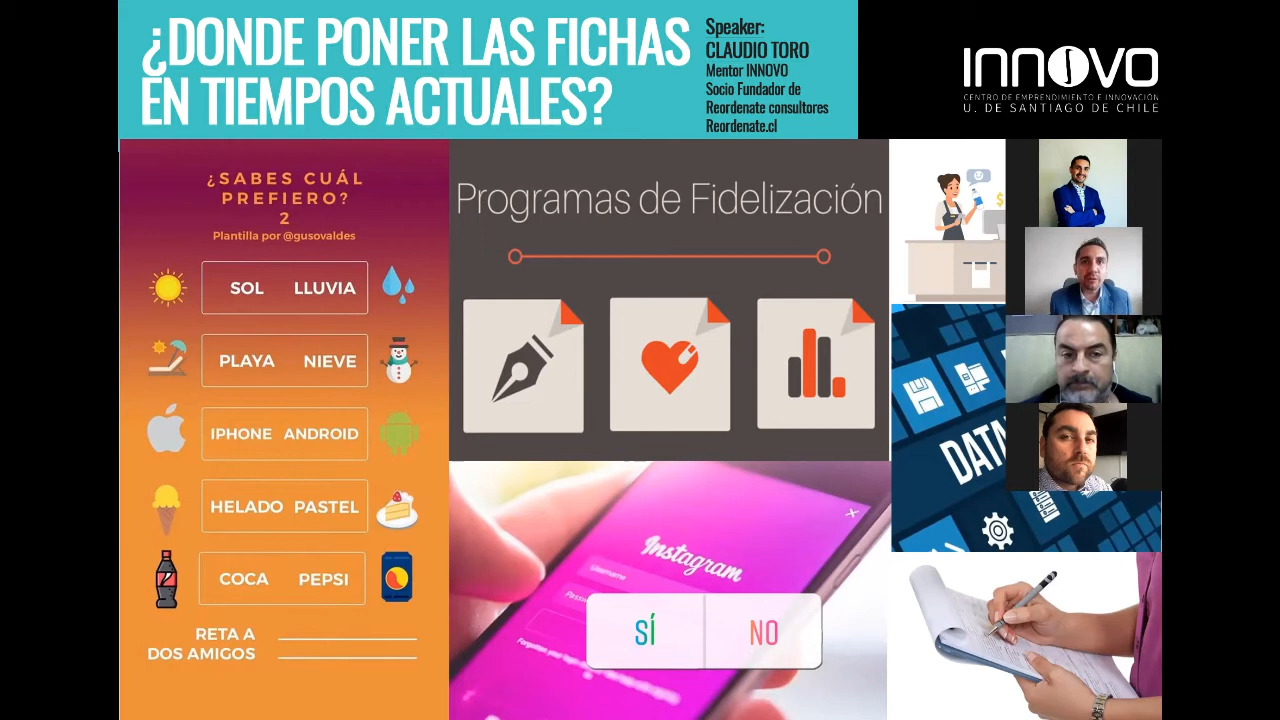 ¿DONDE PONER LAS FICHAS
EN TIEMPOS ACTUALES?
Speaker:
CLAUDIO TORO
Mentor INNOVO
Socio Fundador de
Reordenate consultores
Reordenate.cl
INNOVO
CENTRO DE EMPRENDIMIENTO E INNOVACIÓN
U. DE SANTIAGO DE CHILE
¿SABES CUÁL
PREFIERO?
2
Plantilla por @gusovaldes
SOL LLUVIA
PLAYA NIEVE
IPHONE ANDROID
HELADO PASTEL
COCA PEPSI
RETA A
DOS AMIGOS
Programas de Fidelización
$
Instagram
Username
SÍ NO